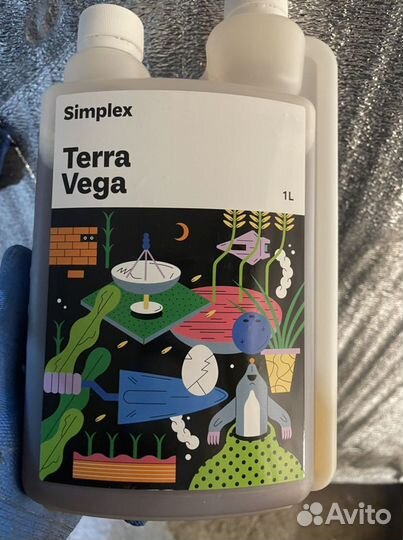 Simplex
Terra
Vega
1L
Avito